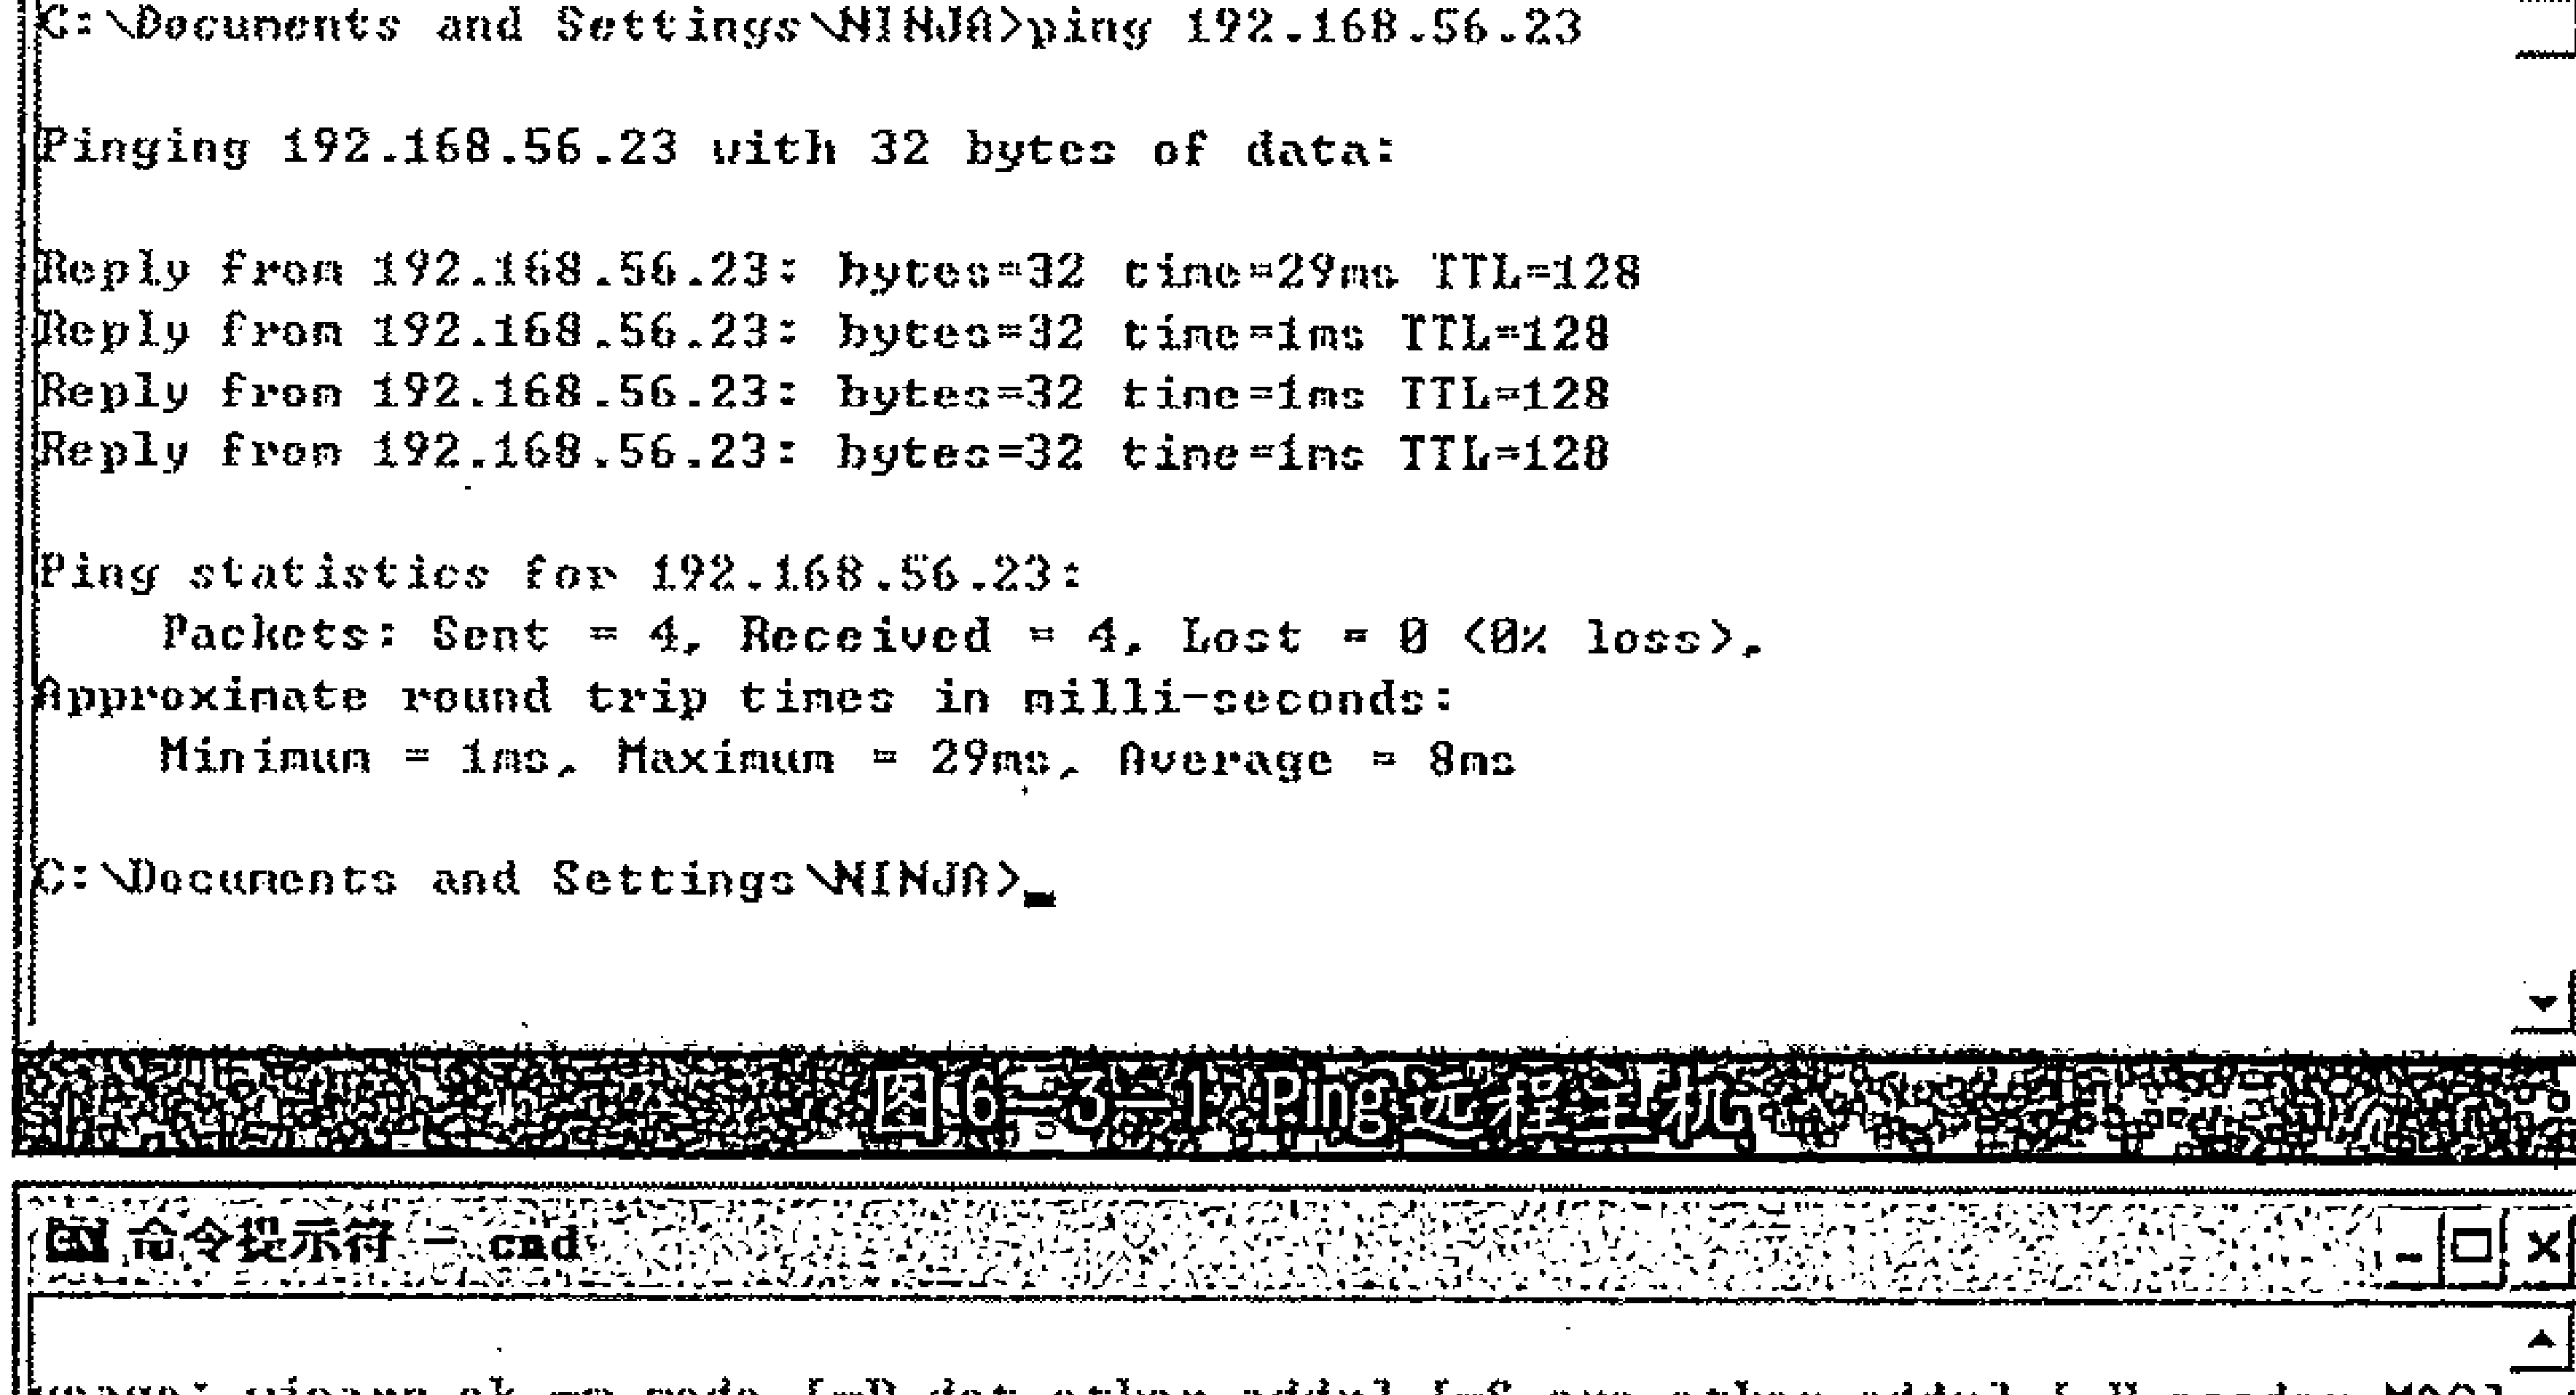 C:\Documents and Settings\NINJA>ping 192.168.56.23
Pinging 192.168.56.23 with 32 bytes of data:
Reply from 192.168.56.23: bytes=32 time=29ms TTL=128
Reply from 192.168.56.23: bytes=32 time=1ms TTL=128
Reply from 192.168.56.23: bytes=32 time=1ms TTL=128
Reply from 192.168.56.23: bytes=32 time=1ms TTL=128
Ping statistics for 192.168.56.23:
Packets: Sent = 4, Received = 4, Lost = 0 (0% loss),
Approximate round trip times in milli-seconds:
Minimum = 1ms, Maximum = 29ms, Average = 8ms
C:\Documents and Settings\NINJA>_
图6-3-1 Ping远程主机
命令提示符 - cmd